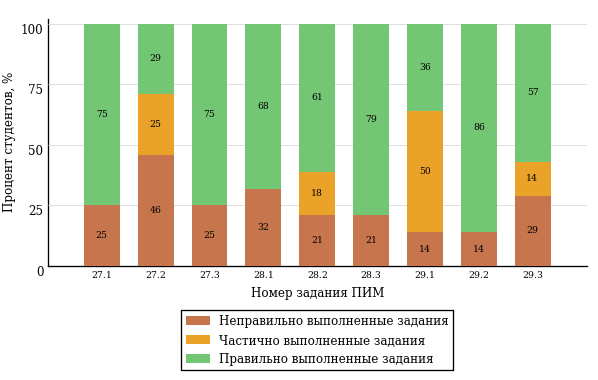 Процент студентов, %
100
75
50
25
0
75 29 75 68 61 79 36 86 57
25 18 50 14
25 46 25 32 21 21 14 14 29
27.1 27.2 27.3 28.1 28.2 28.3 29.1 29.2 29.3
Номер задания ПИМ
Неправильно выполненные задания
Частично выполненные задания
Правильно выполненные задания